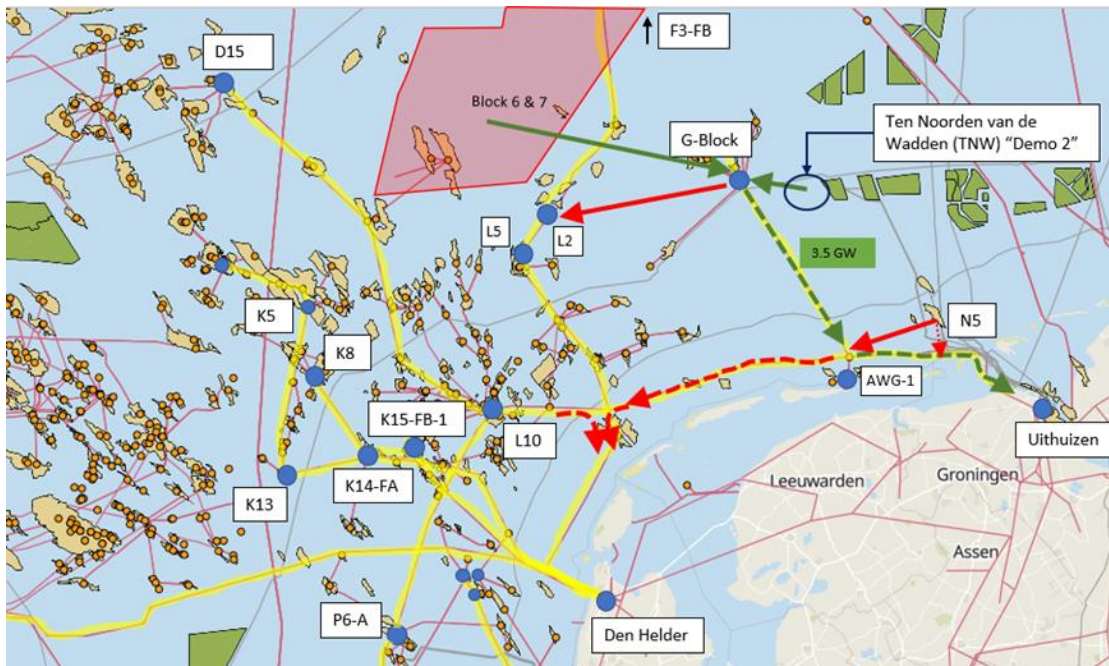 F3-FB
D15
Block 6 & 7
Ten Noorden van de
Wadden (TNW) “Demo 2”
G-Block
L5
L2
3.5 GW
K5
N5
K8
AWG-1
K15-FB-1
L10
Uithuizen
K14-FA
K13
Leeuwarden
Groningen
Assen
P6-A
Den Helder